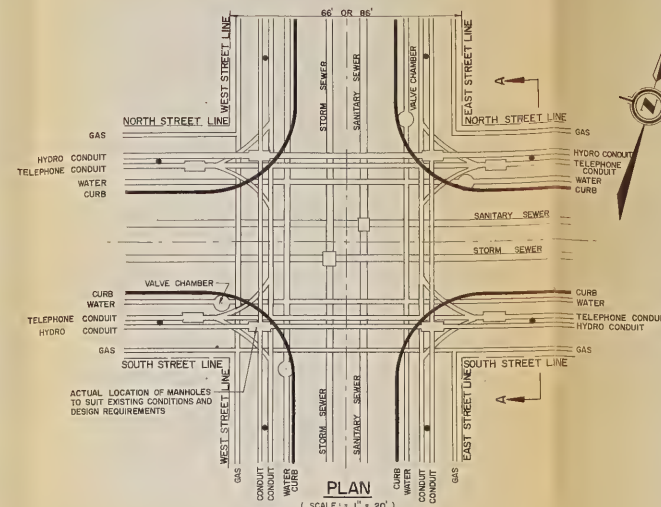 66' OR 86'
WEST STREET LINE
STORM SEWER
SANITARY SEWER
VALVE CHAMBER
EAST STREET LINE
A
N
NORTH STREET LINE
NORTH STREET LINE
GAS
GAS
HYDRO CONDUIT
TELEPHONE CONDUIT
WATER
CURB
HYDRO CONDUIT
TELEPHONE
CONDUIT
WATER
CURB
SANITARY SEWER
STORM SEWER
VALVE CHAMBER
CURB
WATER
TELEPHONE CONDUIT
HYDRO CONDUIT
GAS
CURB
WATER
TELEPHONE CONDUI
HYDRO CONDUIT
GAS
SOUTH STREET LINE
SOUTH STREET LINE
ACTUAL LOCATION OF MANHOLES
TO SUIT EXISTING CONDITIONS AND
DESIGN REQUIREMENTS
WEST STREET LINE
STORM SEWER
SANITARY SEWER
EAST STREET LINE
A
GAS
CONDUIT
CONDUIT
WATER
CURB
CURB
WATER
CONDUIT
CONDUIT
GAS
PLAN
( SCALE : = 1" = 20' )